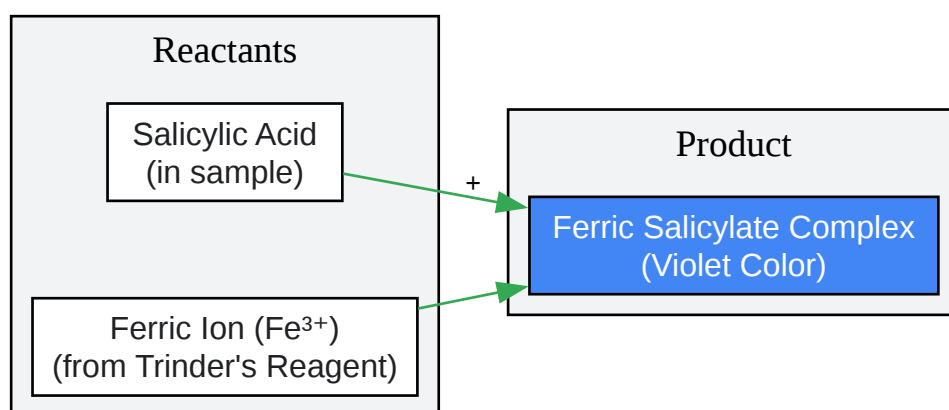 Reactants
Salicylic Acid
(in sample)
+
Product
Ferric Salicylate Complex
(Violet Color)
Ferric Ion (Fe³⁺)
(from Trinder's Reagent)